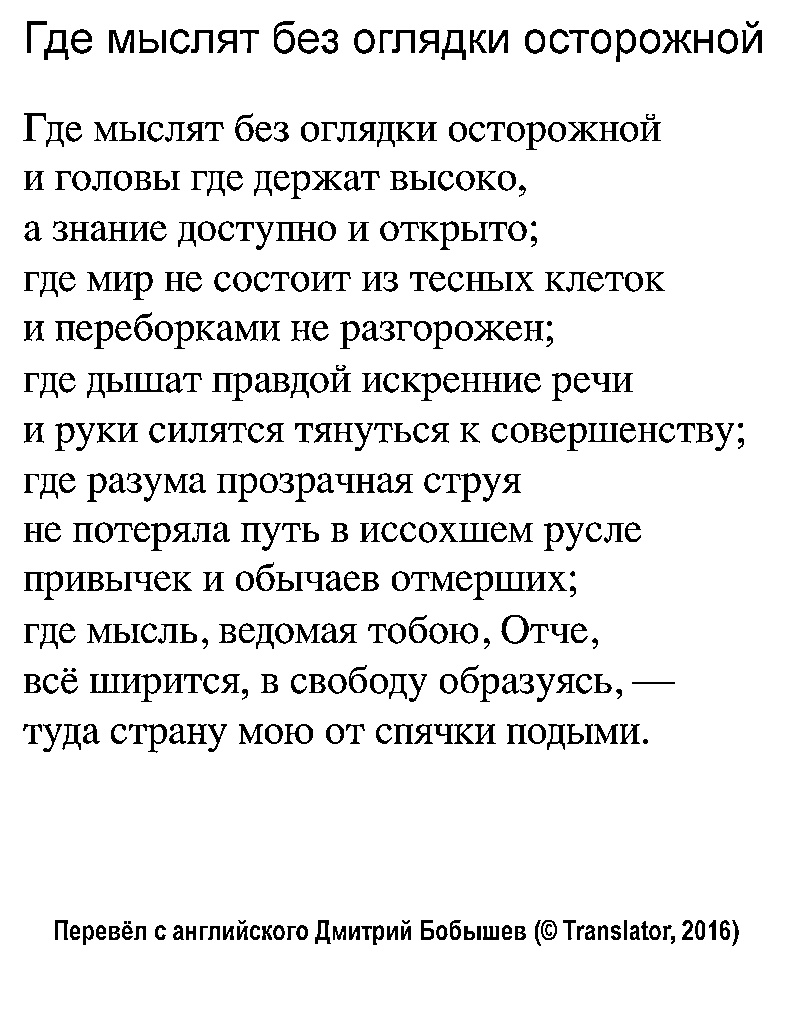 Где мыслят без оглядки осторожной
Где мыслят без оглядки осторожной
и головы где держат высоко,
а знание доступно и открыто;
где мир не состоит из тесных клеток
и переборками не разгорожен;
где дышат правдой искренние речи
и руки силятся тянуться к совершенству;
где разума прозрачная струя
не потеряла путь в иссохшем русле
привычек и обычаев отмерших;
где мысль, ведомая тобою, Отче,
всё ширится, в свободу образуясь, —
туда страну мою от спячки подыми.
Перевёл с английского Дмитрий Бобышев (© Translator, 2016)